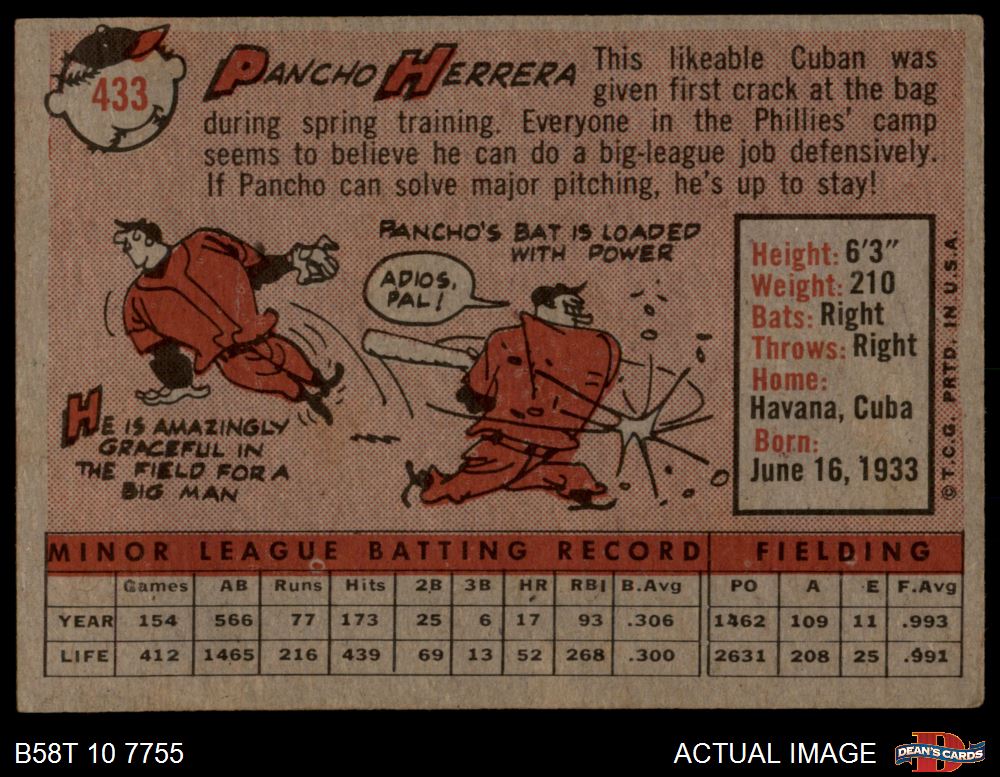 433
PANCHO HERRERA
This likeable Cuban was
given first crack at the bag
during spring training. Everyone in the Phillies' camp
seems to believe he can do a big-league job defensively.
If Pancho can solve major pitching, he's up to stay!
PANCHO'S BAT IS LOADED
WITH POWER
ADIOS,
PAL!
HE IS AMAZINGLY
GRACEFUL IN
THE FIELD FOR A
BIG MAN
Height: 6'3"
Weight: 210
Bats: Right
Throws: Right
Home:
Havana, Cuba
Born:
June 16, 1933
©T.C.G. PRTD. IN U.S.A.
MINOR LEAGUE BATTING RECORD FIELDING
Games AB Runs Hits 2B 3B HR RBI B.Avg PO A E F.Avg
YEAR 154 566 77 173 25 6 17 93 .306 1462 109 11 .993
LIFE 412 1465 216 439 69 13 52 268 .300 2631 208 25 .991
B58T 10 7755
ACTUAL IMAGE
D
DEAN'S CARDS